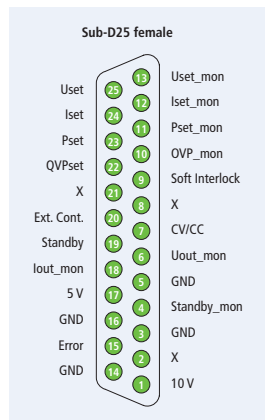 Sub-D25 female
13 Uset_mon
Uset 25
12 Iset_mon
Iset 24
11 Pset_mon
Pset 23
10 OVP_mon
QVPset 22
9 Soft Interlock
X 21
8 X
Ext. Cont. 20
7 CV/CC
Standby 19
6 Uout_mon
Iout_mon 18
5 GND
5 V 17
4 Standby_mon
GND 16
3 GND
Error 15
2 X
GND 14
1 10 V